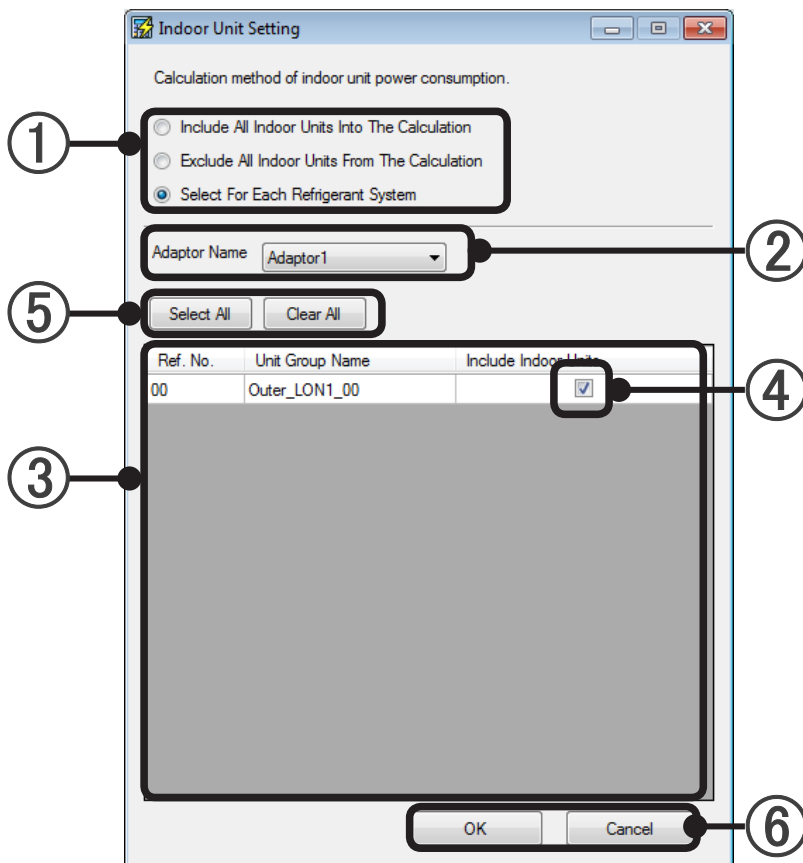 Indoor Unit Setting
Calculation method of indoor unit power consumption.
① Include All Indoor Units Into The Calculation
Exclude All Indoor Units From The Calculation
Select For Each Refrigerant System
Adaptor Name Adaptor1 ②
⑤ Select All Clear All
Ref. No. Unit Group Name Include Indoor Units
00 Outer_LON1_00 ④
③
OK Cancel ⑥